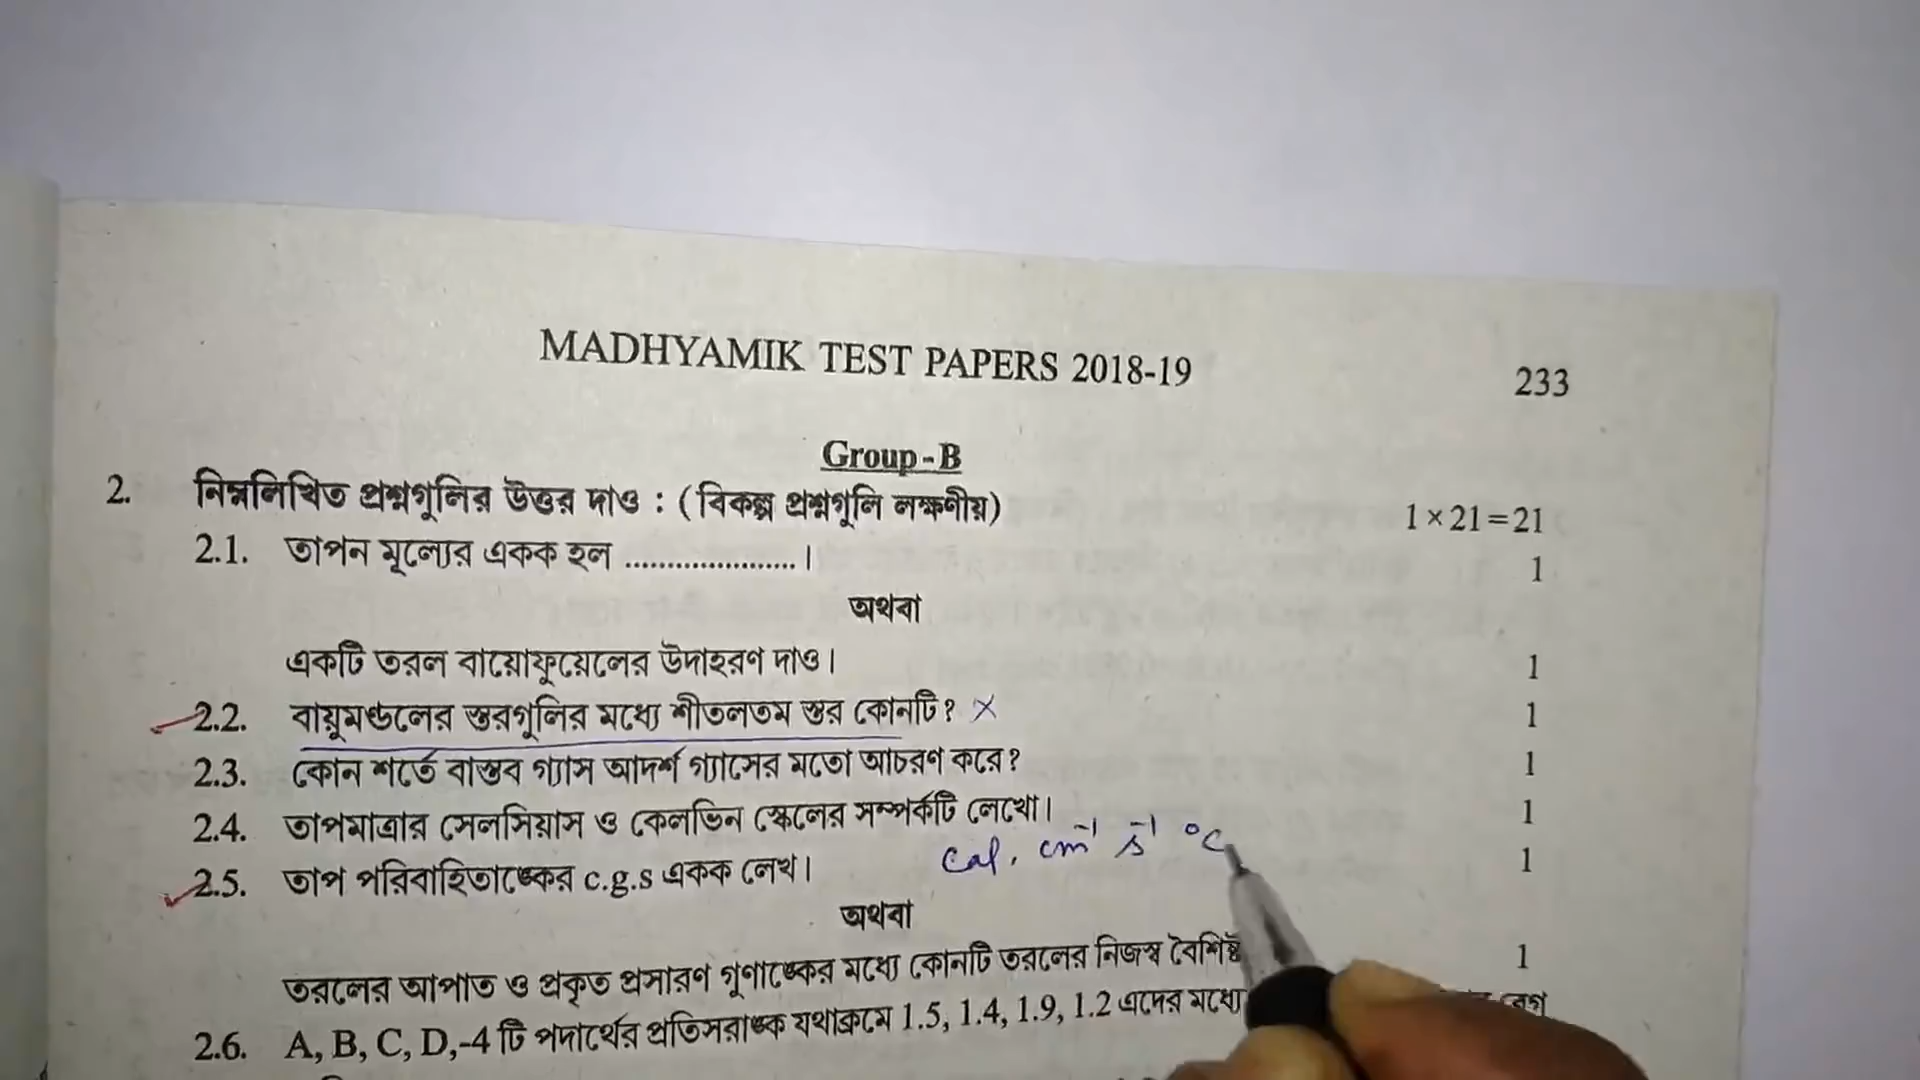 MADHYAMIK TEST PAPERS 2018-19 233
Group - B
2. নিম্নলিখিত প্রশ্নগুলির উত্তর দাও : ( বিকল্প প্রশ্নগুলি লক্ষণীয়) 1 × 21 = 21
2.1. তাপন মূল্যের একক হল ..................... । 1
অথবা
একটি তরল বায়োফুয়েলের উদাহরণ দাও। 1
2.2. বায়ুমণ্ডলের স্তরগুলির মধ্যে শীতলতম স্তর কোনটি? × 1
2.3. কোন শর্তে বাস্তব গ্যাস আদর্শ গ্যাসের মতো আচরণ করে? 1
2.4. তাপমাত্রার সেলসিয়াস ও কেলভিন স্কেলের সম্পর্কটি লেখো। 1
2.5. তাপ পরিবাহিতাঙ্কের c.g.s একক লেখ। cal. cm⁻¹ s⁻¹ °C 1
অথবা
তরলের আপাত ও প্রকৃত প্রসারণ গুণাঙ্কের মধ্যে কোনটি তরলের নিজস্ব 1
2.6. A, B, C, D,-4 টি পদার্থের প্রতিসরাঙ্ক যথাক্রমে 1.5, 1.4, 1.9, 1.2 এদের মধ্যে